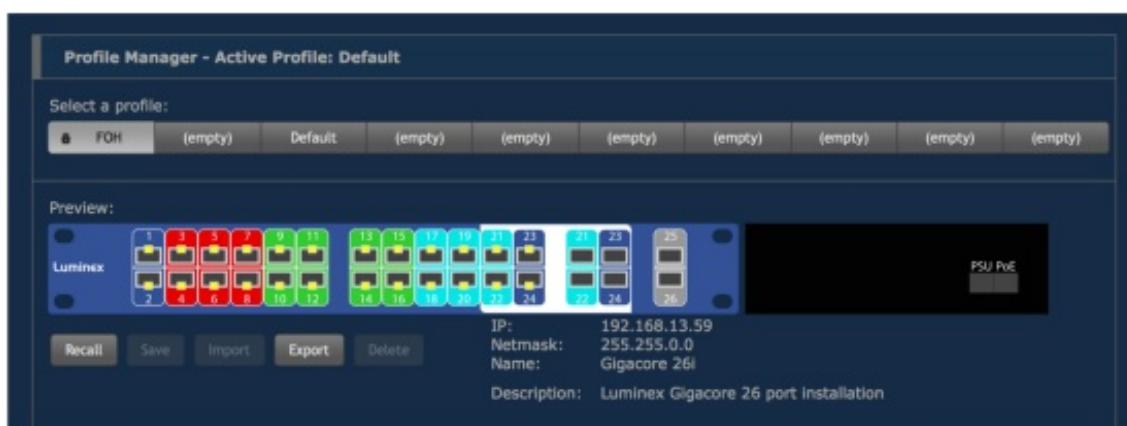 Profile Manager - Active Profile: Default
Select a profile:
FOH (empty) Default (empty) (empty) (empty) (empty) (empty) (empty) (empty)
Preview:
1 3 5 7 9 11 13 15 17 19 21 23 21 23 25
Luminex
PSU PoE
2 4 6 8 10 12 14 16 18 20 22 24 22 24 26
Recall Save Import Export Delete
IP: 192.168.13.59
Netmask: 255.255.0.0
Name: Gigacore 26i
Description: Luminex Gigacore 26 port installation